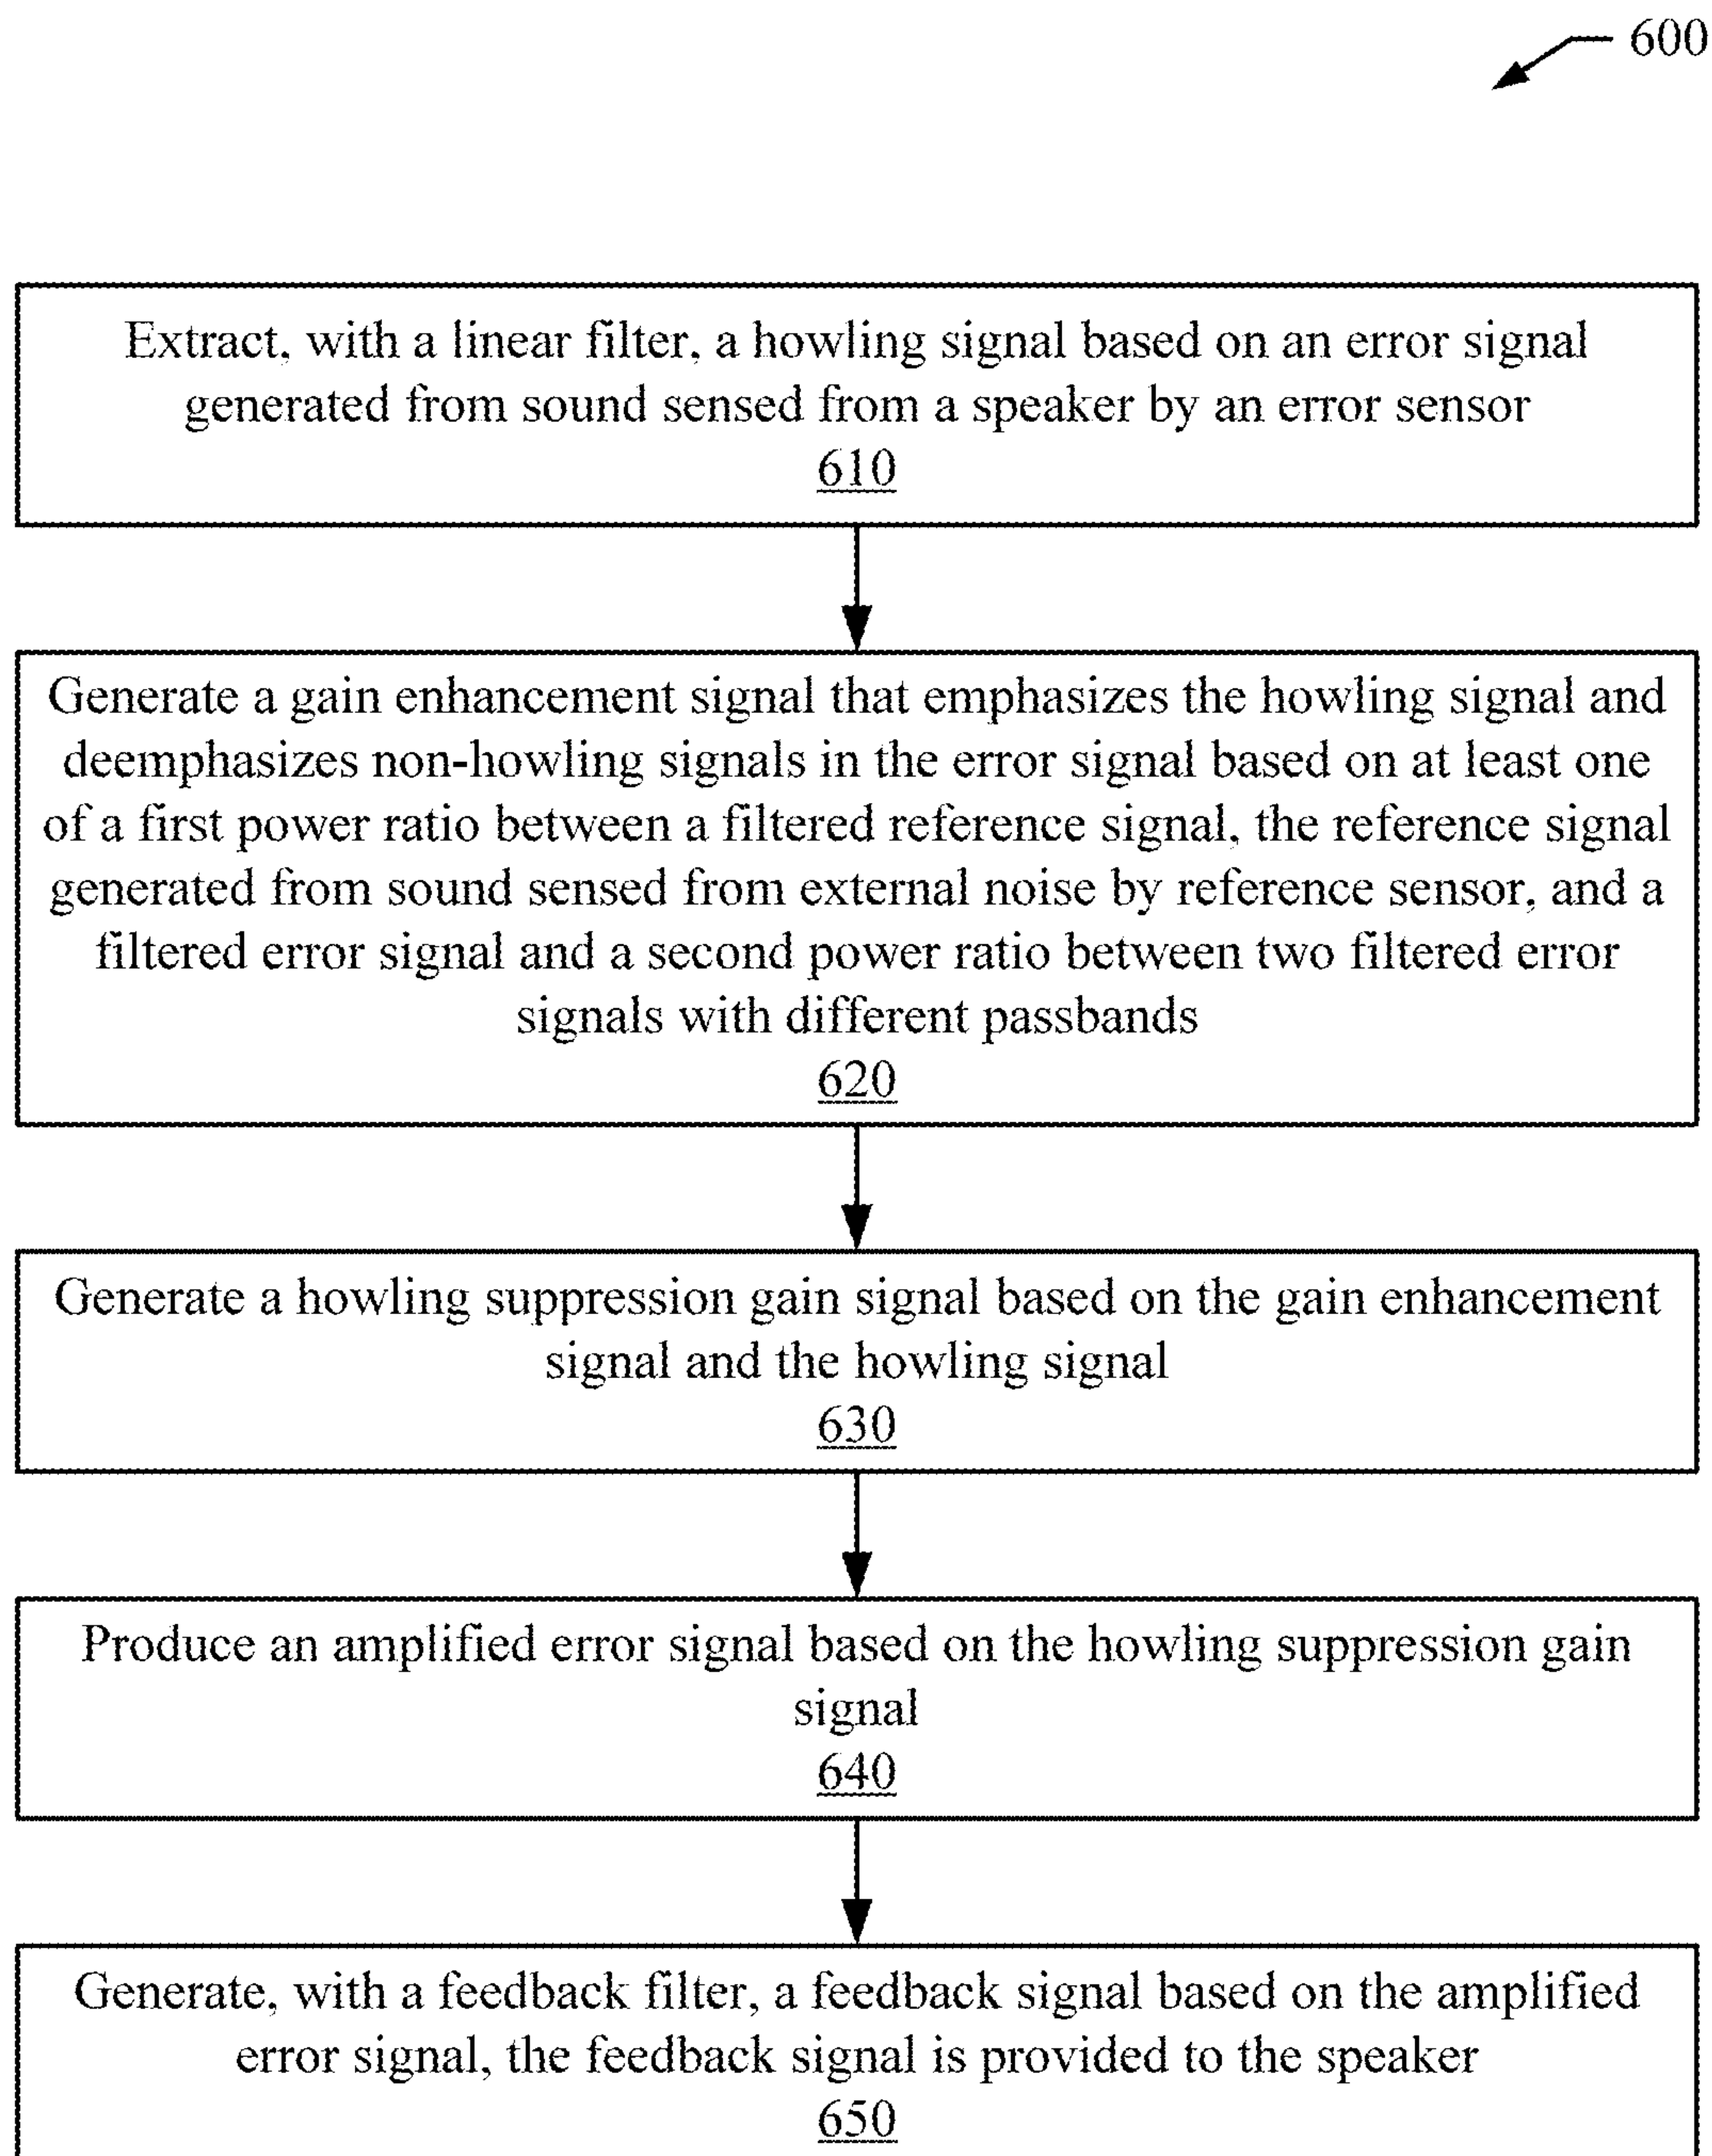 600
Extract, with a linear filter, a howling signal based on an error signal
generated from sound sensed from a speaker by an error sensor
610
Generate a gain enhancement signal that emphasizes the howling signal and
deemphasizes non-howling signals in the error signal based on at least one
of a first power ratio between a filtered reference signal, the reference signal
generated from sound sensed from external noise by reference sensor, and a
filtered error signal and a second power ratio between two filtered error
signals with different passbands
620
Generate a howling suppression gain signal based on the gain enhancement
signal and the howling signal
630
Produce an amplified error signal based on the howling suppression gain
signal
640
Generate, with a feedback filter, a feedback signal based on the amplified
error signal, the feedback signal is provided to the speaker
650